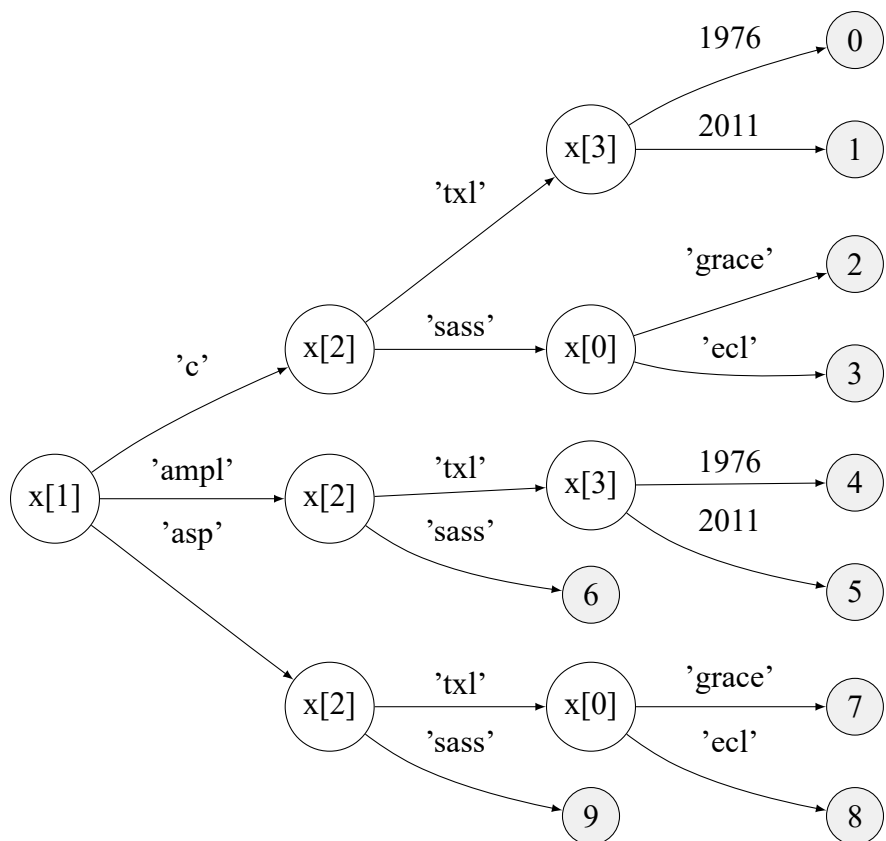 1976
0
x[3]
2011
1
’txl’
’grace’
2
x[2]
’sass’
x[0]
’ecl’
3
’c’
x[1]
’ampl’
x[2]
’txl’
x[3]
1976
4
’asp’
’sass’
2011
6
5
x[2]
’txl’
x[0]
’grace’
7
’sass’
’ecl’
9
8